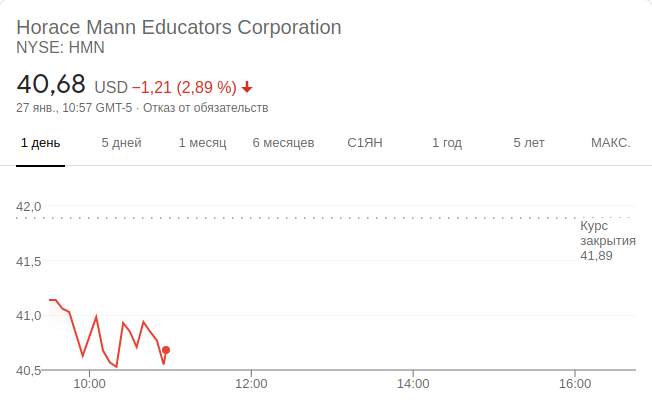 Horace Mann Educators Corporation
NYSE: HMN
40,68 USD −1,21 (2,89 %)
27 янв., 10:57 GMT-5 · Отказ от обязательств
1 день 5 дней 1 месяц 6 месяцев С1ЯН 1 год 5 лет МАКС.
42,0
Курс
закрытия
41,89
41,5
41,0
40,5
10:00 12:00 14:00 16:00